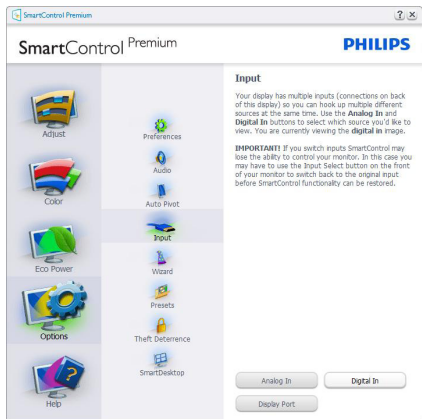 SmartControl Premium
SmartControl Premium
PHILIPS
Adjust
Color
Eco Power
Options
Help
Preferences
Audio
Auto Pivot
Input
Wizard
Presets
Theft Deterrence
SmartDesktop
Input
Your display has multiple inputs (connections on back
of this display) so you can hook up multiple different
sources at the same time. Use the Analog In and
Digital In buttons to select which source you'd like to
view. You are currently viewing the digital in image.
IMPORTANT! If you switch inputs SmartControl may
lose the ability to control your monitor. In this case you
may have to use the Input Select button on the front
of your monitor to switch back to the original input
before SmartControl functionality can be restored.
Analog In
Digital In
Display Port